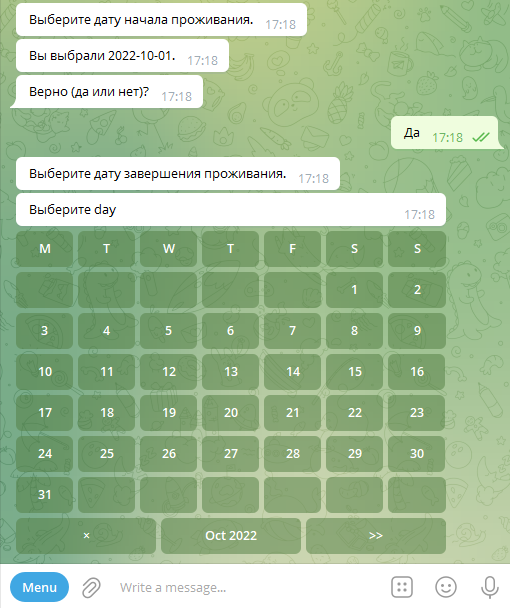 Выберите дату начала проживания. 17:18
Вы выбрали 2022-10-01. 17:18
Верно (да или нет)? 17:18
Да 17:18
Выберите дату завершения проживания. 17:18
Выберите day 17:18
M T W T F S S
1 2
3 4 5 6 7 8 9
10 11 12 13 14 15 16
17 18 19 20 21 22 23
24 25 26 27 28 29 30
31
× Oct 2022 >>
Menu Write a message...